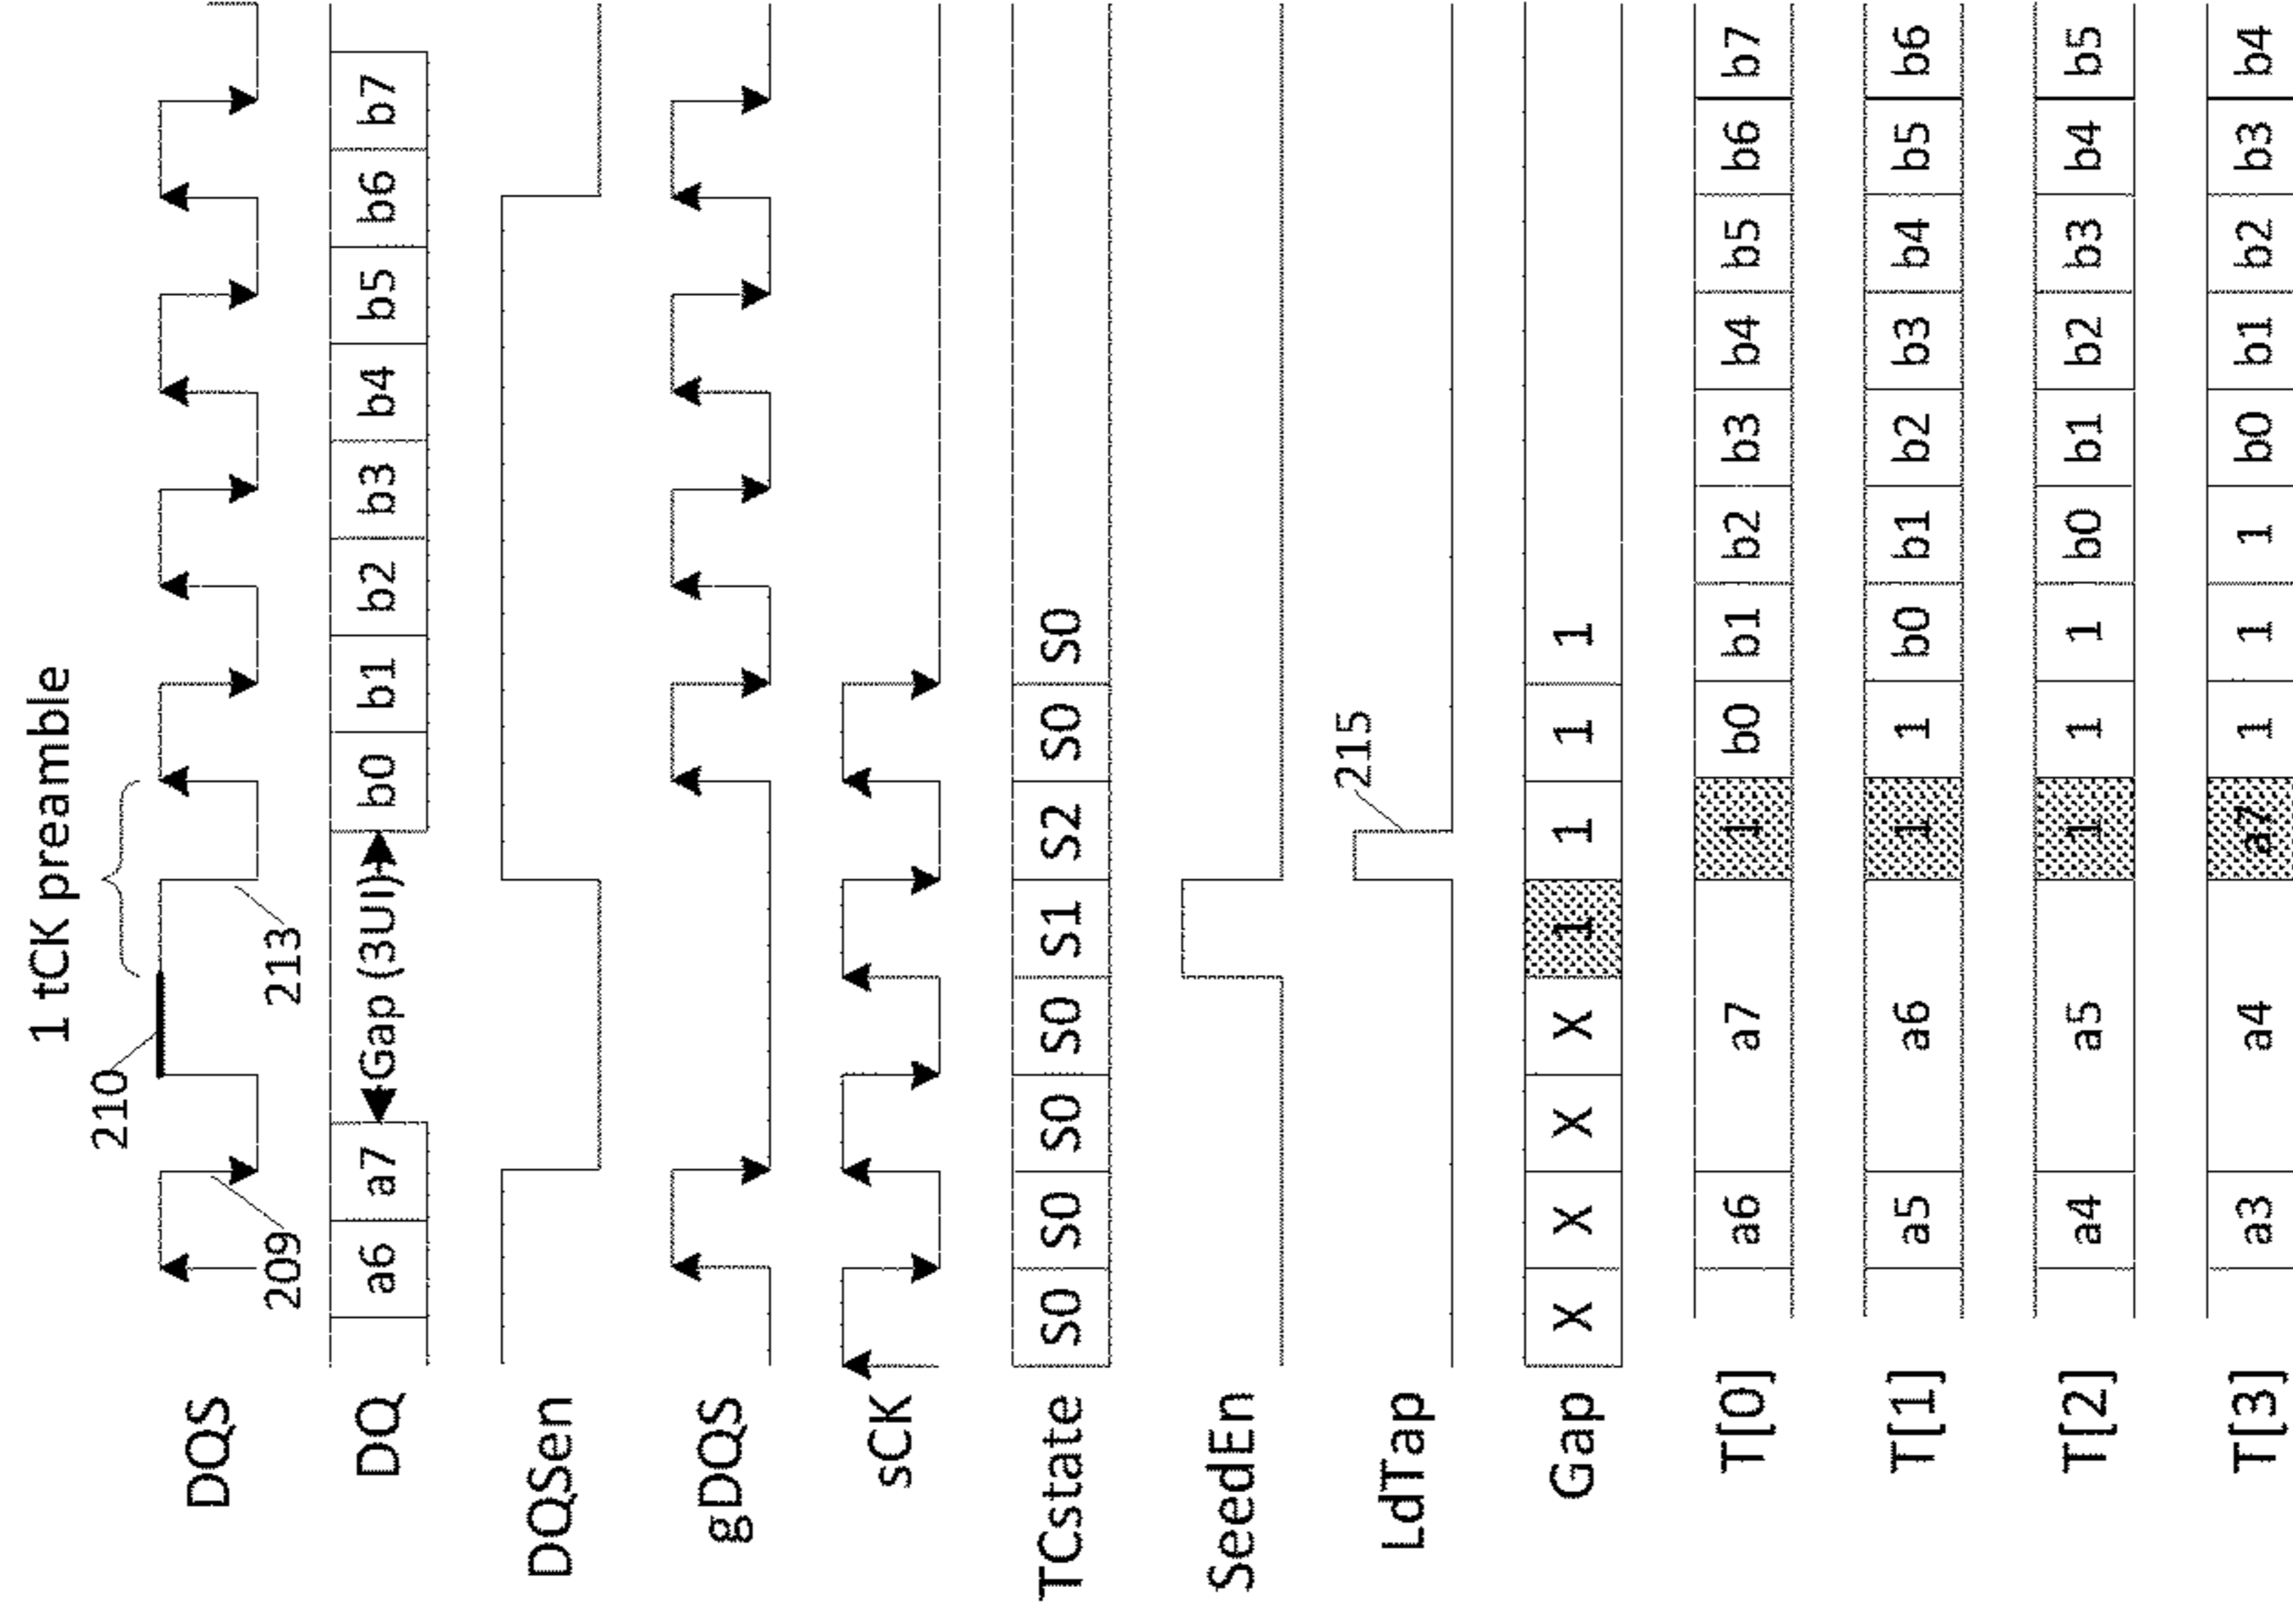 1 tCK preamble
210
DQS
209 213
DQ a6 a7 Gap (3UI) b0 b1 b2 b3 b4 b5 b6 b7
DQSen
gDQS
sCK
TCstate S0 S0 S0 S0 S1 S2 S0 S0
SeedEn
215
LdTap
Gap X X X X 1 1 1 1
T[0] a6 a7 1 b0 b1 b2 b3 b4 b5 b6 b7
T[1] a5 a6 1 1 b0 b1 b2 b3 b4 b5 b6
T[2] a4 a5 1 1 1 b0 b1 b2 b3 b4 b5
T[3] a3 a4 a7 1 1 1 b0 b1 b2 b3 b4